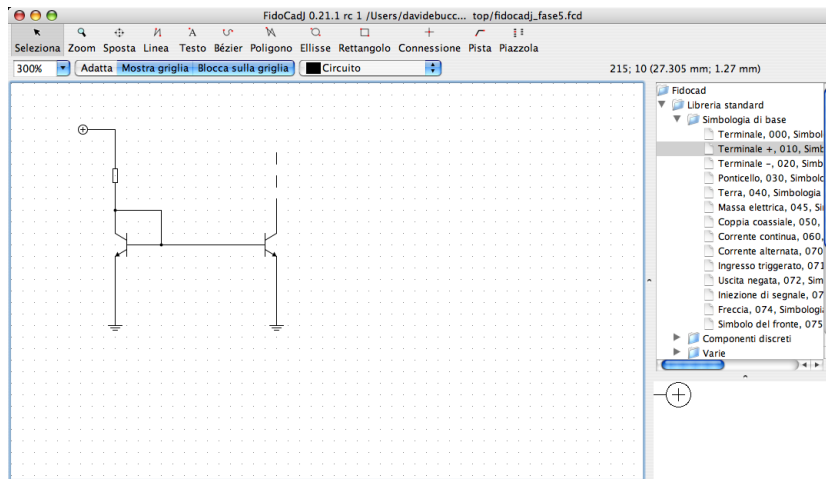 FidoCadJ 0.21.1 rc 1 /Users/davidebucc... top/fidocadj_fase5.fcd
Seleziona Zoom Sposta Linea Testo Bézier Poligono Ellisse Rettangolo Connessione Pista Piazzola
300% Adatta Mostra griglia Blocca sulla griglia Circuito 215; 10 (27.305 mm; 1.27 mm)
Fidocad
Libreria standard
Simbologia di base
Terminale, 000, Simbol
Terminale +, 010, Simb
Terminale –, 020, Simb
Ponticello, 030, Simbolo
Terra, 040, Simbologia
Massa elettrica, 045, Si
Coppia coassiale, 050,
Corrente continua, 060,
Corrente alternata, 070
Ingresso triggerato, 071
Uscita negata, 072, Sim
Iniezione di segnale, 07
Freccia, 074, Simbologi
Simbolo del fronte, 075
Componenti discreti
Varie